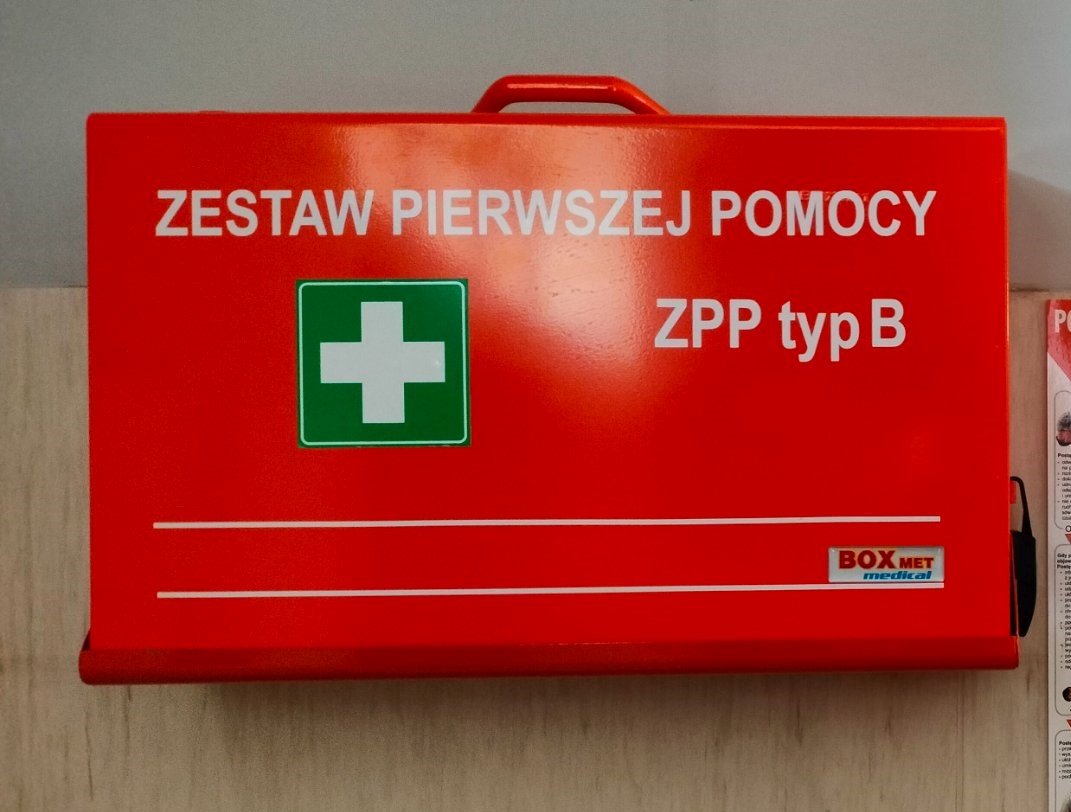 ZESTAW PIERWSZEJ POMOCY
ZPP typ B
BOX MET
medical